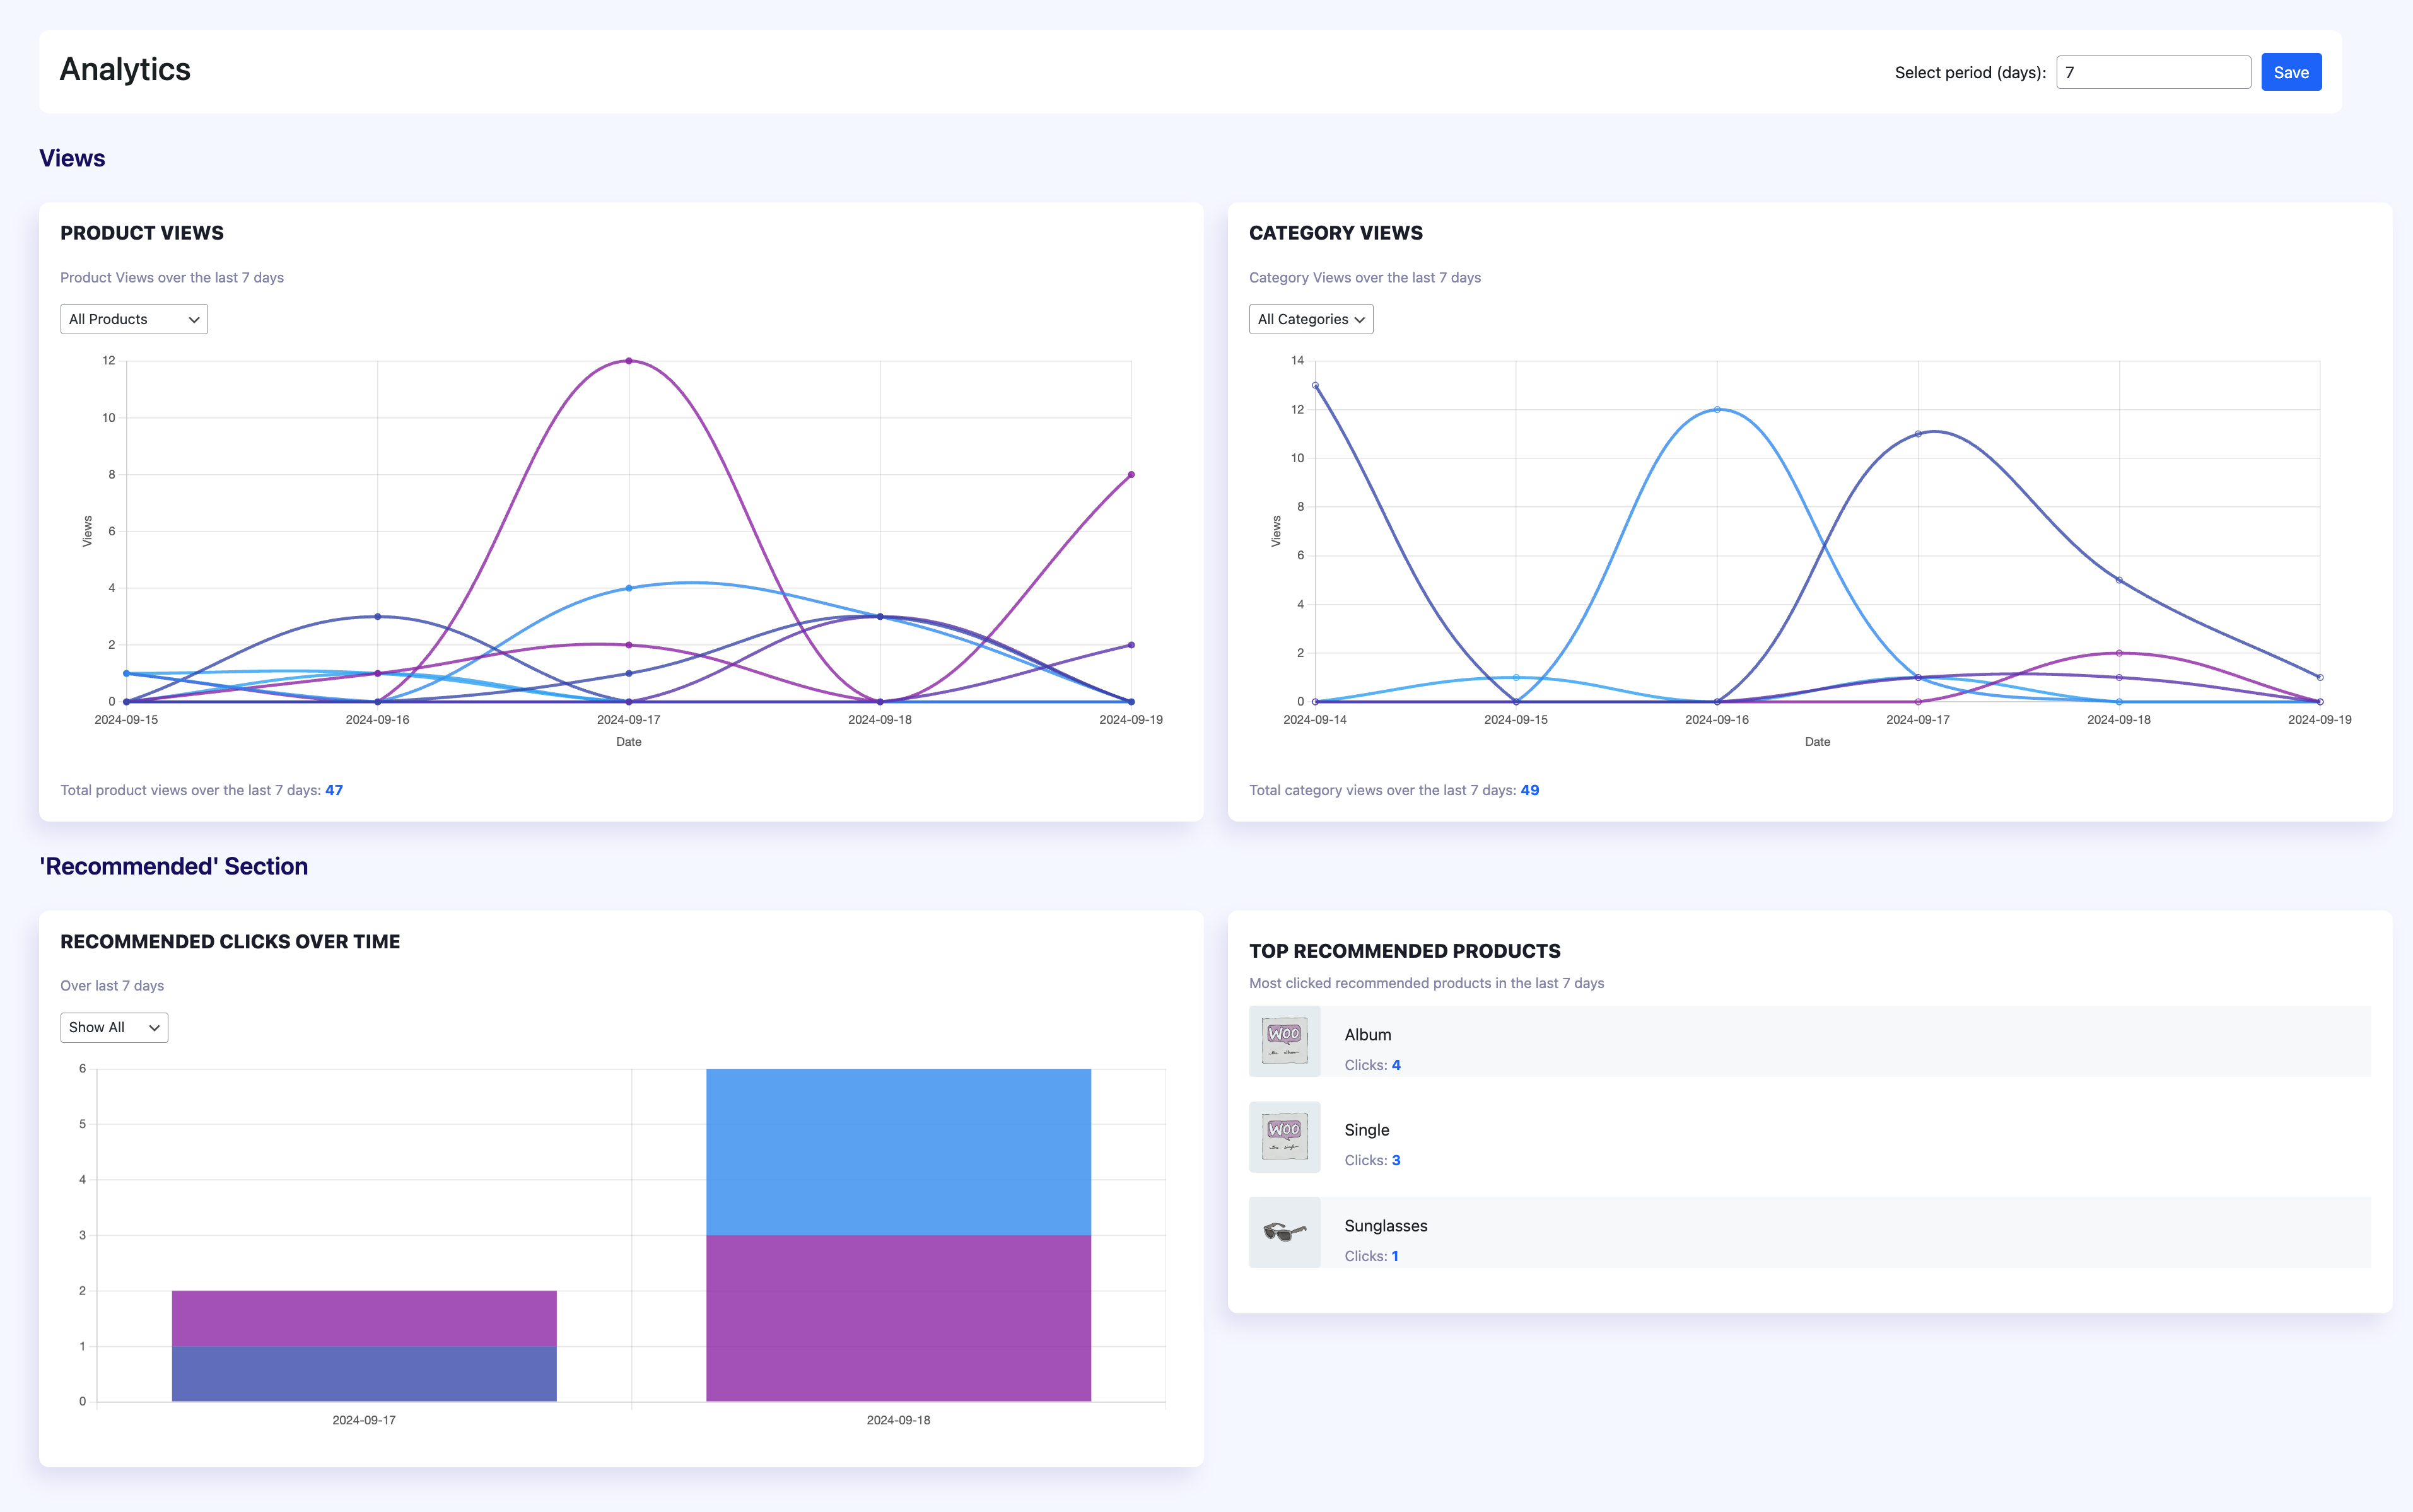 Analytics
Select period (days): 7 Save
Views
PRODUCT VIEWS
Product Views over the last 7 days
All Products
12
10
8
6
4
2
0
Views
2024-09-15 2024-09-16 2024-09-17 2024-09-18 2024-09-19
Date
Total product views over the last 7 days: 47
CATEGORY VIEWS
Category Views over the last 7 days
All Categories
14
12
10
8
6
4
2
0
Views
2024-09-14 2024-09-15 2024-09-16 2024-09-17 2024-09-18 2024-09-19
Date
Total category views over the last 7 days: 49
'Recommended' Section
RECOMMENDED CLICKS OVER TIME
Over last 7 days
Show All
6
5
4
3
2
1
0
2024-09-17 2024-09-18
TOP RECOMMENDED PRODUCTS
Most clicked recommended products in the last 7 days
WOO
Album
Clicks: 4
WOO
Single
Clicks: 3
Sunglasses
Clicks: 1